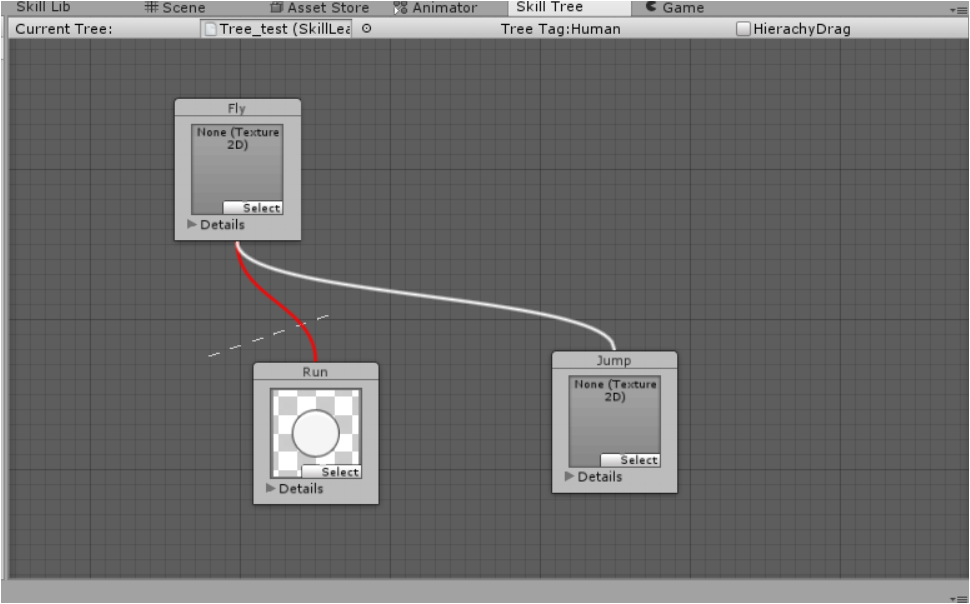 Skill Lib Scene Asset Store Animator Skill Tree Game
Current Tree: Tree_test (SkillLea Tree Tag:Human HierachyDrag
Fly
None (Texture
2D)
Select
Details
Run
Select
Details
Jump
None (Texture
2D)
Select
Details